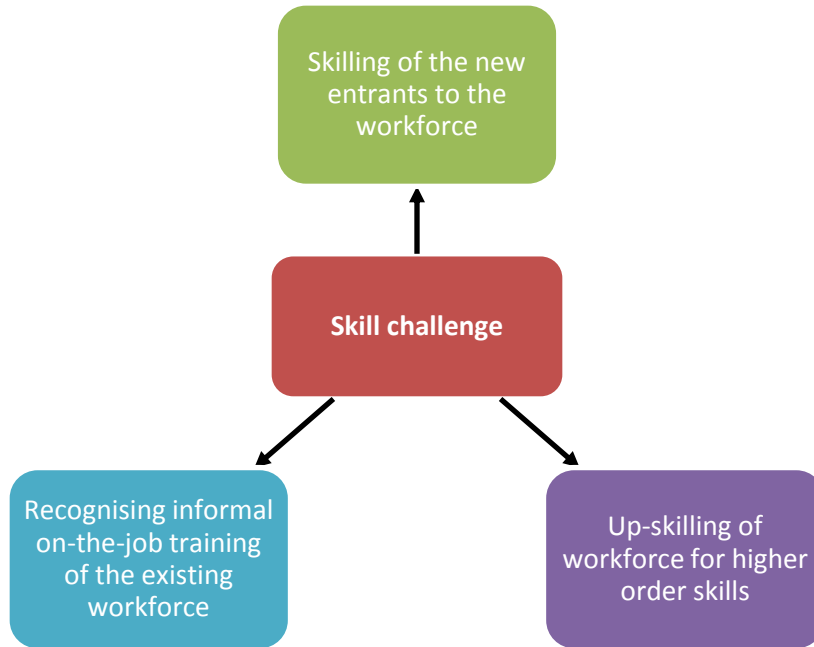 Skilling of the new
entrants to the
workforce
Skill challenge
Recognising informal
on-the-job training
of the existing
workforce
Up-skilling of
workforce for higher
order skills